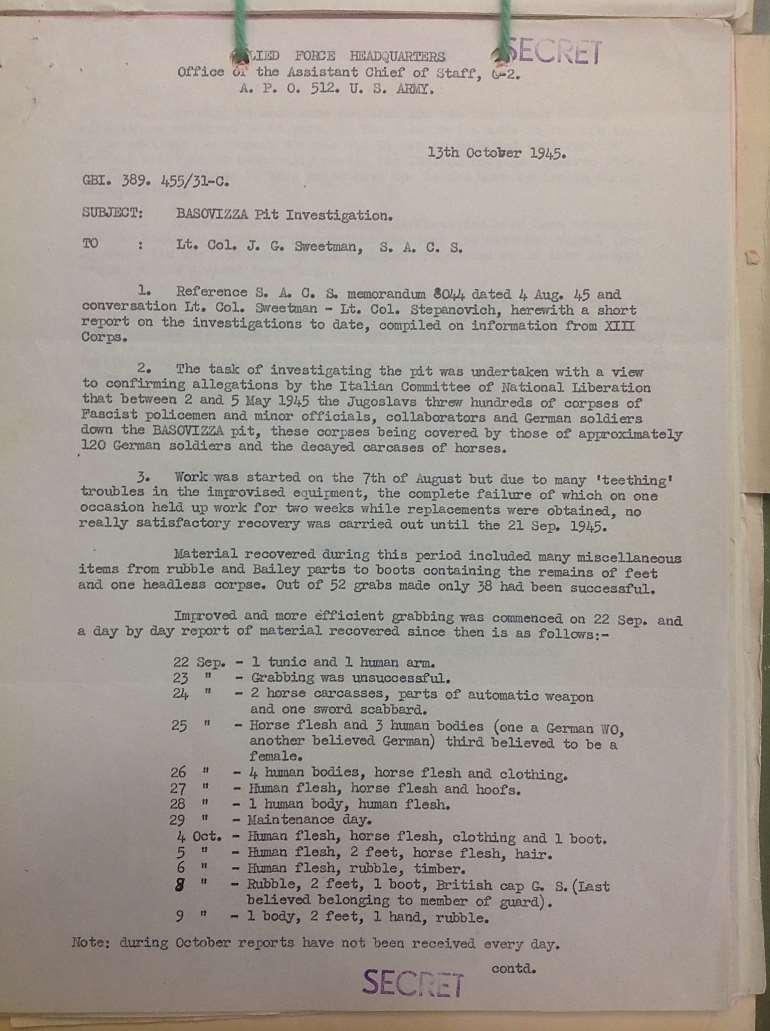 LIED FORCE HEADQUARTERS
SECRET
Office of the Assistant Chief of Staff, G-2.
A. P. O. 512. U. S. ARMY.
13th October 1945.
GBI. 389. 455/31-C.
SUBJECT: BASOVIZZA Pit Investigation.
TO : Lt. Col. J. G. Sweetman, S. A. C. S.
1. Reference S. A. C. S. memorandum 8044 dated 4 Aug. 45 and
conversation Lt. Col. Sweetman - Lt. Col. Stepanovich, herewith a short
report on the investigations to date, compiled on information from XIII
Corps.
2. The task of investigating the pit was undertaken with a view
to confirming allegations by the Italian Committee of National Liberation
that between 2 and 5 May 1945 the Jugoslavs threw hundreds of corpses of
Fascist policemen and minor officials, collaborators and German soldiers
down the BASOVIZZA pit, these corpses being covered by those of approximately
120 German soldiers and the decayed carcases of horses.
3. Work was started on the 7th of August but due to many 'teething'
troubles in the improvised equipment, the complete failure of which on one
occasion held up work for two weeks while replacements were obtained, no
really satisfactory recovery was carried out until the 21 Sep. 1945.
Material recovered during this period included many miscellaneous
items from rubble and Bailey parts to boots containing the remains of feet
and one headless corpse. Out of 52 grabs made only 38 had been successful.
Improved and more efficient grabbing was commenced on 22 Sep. and
a day by day report of material recovered since then is as follows:-
22 Sep. - 1 tunic and 1 human arm.
23 " - Grabbing was unsuccessful.
24 " - 2 horse carcasses, parts of automatic weapon
and one sword scabbard.
25 " - Horse flesh and 3 human bodies (one a German WO,
another believed German) third believed to be a
female.
26 " - 4 human bodies, horse flesh and clothing.
27 " - Human flesh, horse flesh and hoofs.
28 " - 1 human body, human flesh.
29 " - Maintenance day.
4 Oct. - Human flesh, horse flesh, clothing and 1 boot.
5 " - Human flesh, 2 feet, horse flesh, hair.
6 " - Human flesh, rubble, timber.
8 " - Rubble, 2 feet, 1 boot, British cap G. S. (Last
believed belonging to member of guard).
9 " - 1 body, 2 feet, 1 hand, rubble.
Note: during October reports have not been received every day.
contd.
SECRET